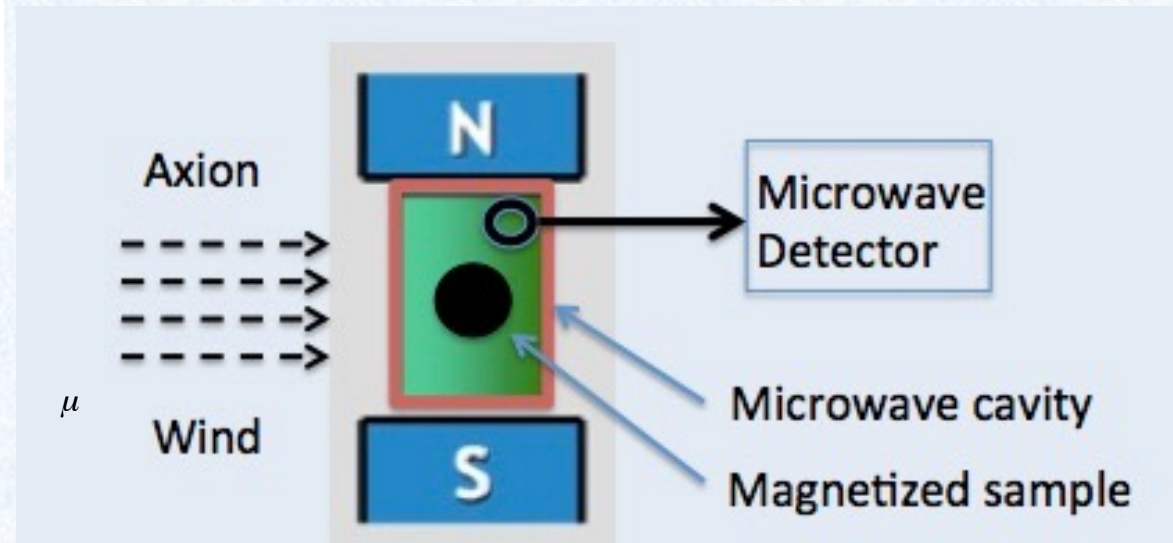 N
Axion
Microwave
Detector
μ
Wind
Microwave cavity
S
Magnetized sample